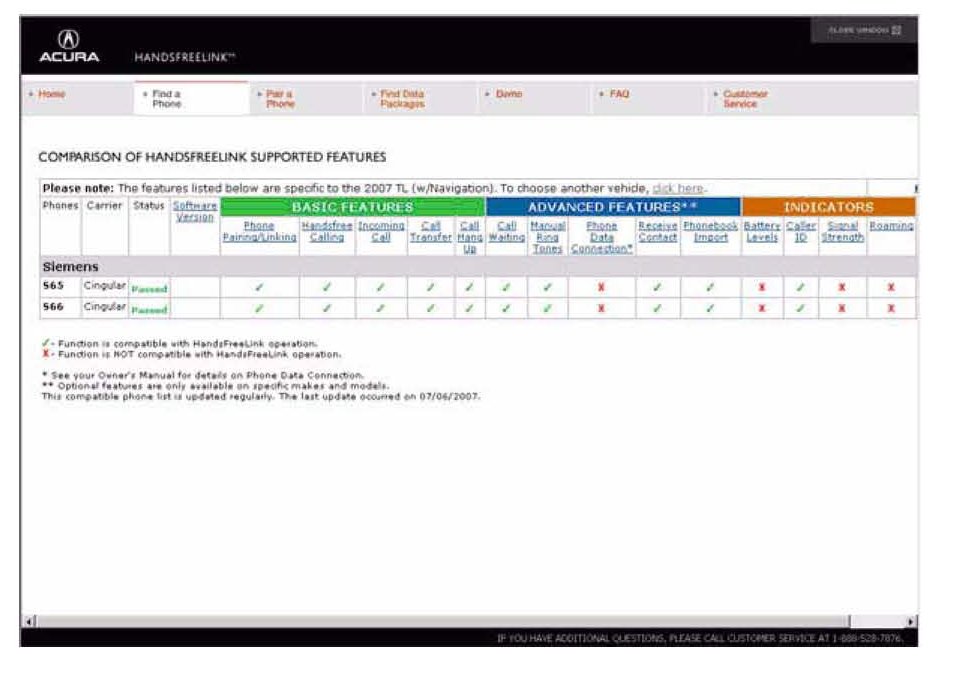 CLOSE WINDOW
ACURA HANDSFREELINK™
Home Find a Phone Pair a Phone Find Data Packages Demo FAQ Customer Service
COMPARISON OF HANDSFREELINK SUPPORTED FEATURES
Please note: The features listed below are specific to the 2007 TL (w/Navigation). To choose another vehicle, click here.
Phones Carrier Status Software Version BASIC FEATURES ADVANCED FEATURES** INDICATORS
Phone Pairing/Linking Handsfree Calling Incoming Call Call Transfer Call Hang Up Call Waiting Manual Ring Tones Phone Data Connection* Receive Contact Phonebook Import Battery Levels Caller ID Signal Strength Roaming
Siemens
S65 Cingular Passed ✓ ✓ ✓ ✓ ✓ ✓ ✓ X ✓ ✓ X ✓ X X
S66 Cingular Passed ✓ ✓ ✓ ✓ ✓ ✓ ✓ X ✓ ✓ X ✓ X X
✓- Function is compatible with HandsFreeLink operation.
X- Function is NOT compatible with HandsFreeLink operation.
* See your Owner's Manual for details on Phone Data Connection.
** Optional features are only available on specific makes and models.
This compatible phone list is updated regularly. The last update occurred on 07/06/2007.
IF YOU HAVE ADDITIONAL QUESTIONS, PLEASE CALL CUSTOMER SERVICE AT 1-888-528-7876.